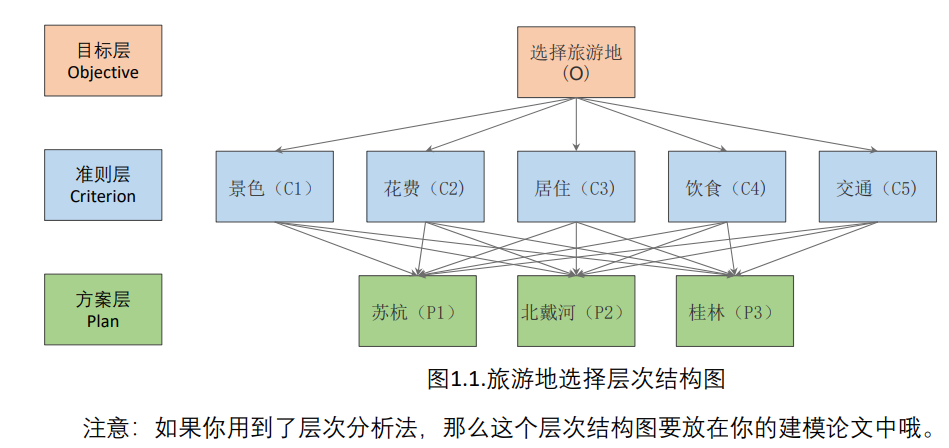 目标层
Objective
选择旅游地
(O)
准则层
Criterion
景色（C1）
花费（C2)
居住（C3)
饮食（C4)
交通（C5)
方案层
Plan
苏杭（P1）
北戴河（P2）
桂林（P3）
图1.1.旅游地选择层次结构图
注意：如果你用到了层次分析法，那么这个层次结构图要放在你的建模论文中哦。